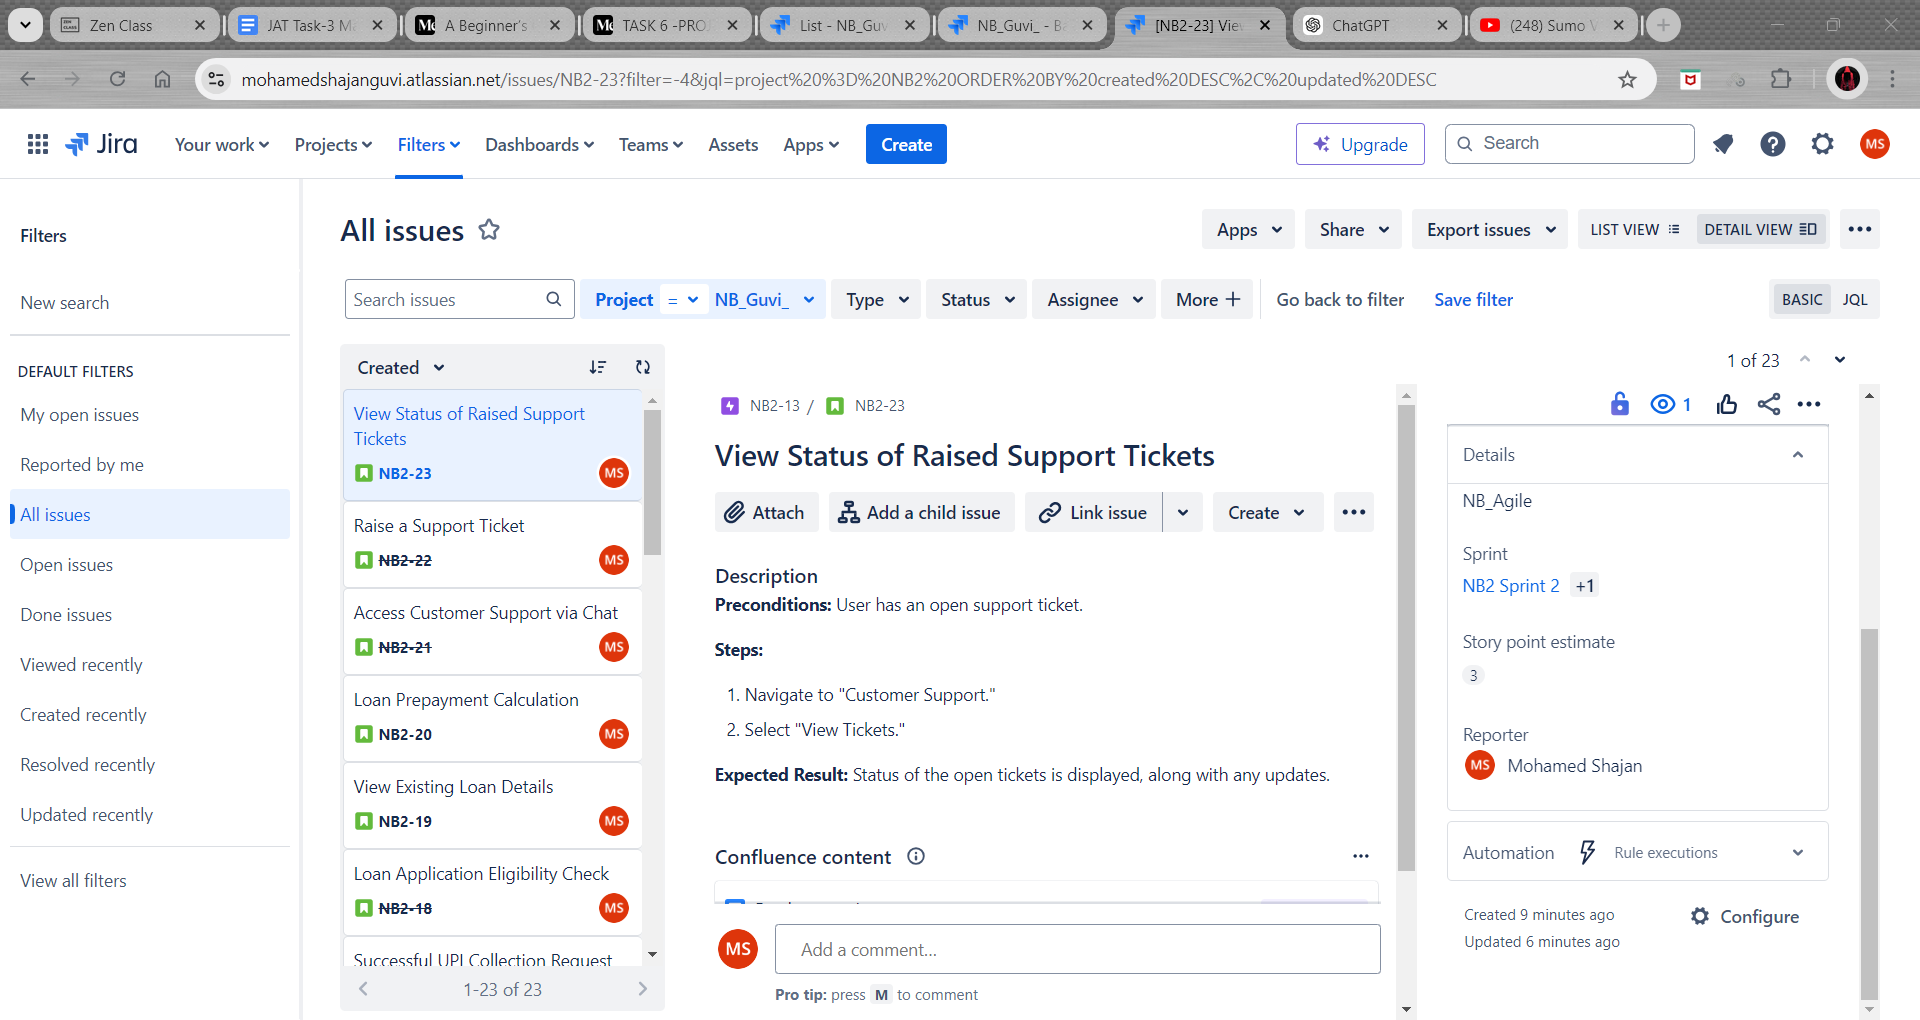 Zen Class
JAT Task-3 Ma
A Beginner's
TASK 6 -PRO
List - NB_Guv
NB_Guvi_ - Ba
[NB2-23] View
ChatGPT
(248) Sumo V
mohamedshajanguvi.atlassian.net/issues/NB2-23?filter=-4&jql=project%20%3D%20NB2%20ORDER%20BY%20created%20DESC%2C%20updated%20DESC
Jira
Your work
Projects
Filters
Dashboards
Teams
Assets
Apps
Create
Upgrade
Search
MS
Filters
New search
DEFAULT FILTERS
My open issues
Reported by me
All issues
Open issues
Done issues
Viewed recently
Created recently
Resolved recently
Updated recently
View all filters
All issues
Apps
Share
Export issues
LIST VIEW
DETAIL VIEW
Search issues
Project = NB_Guvi_
Type
Status
Assignee
More
Go back to filter
Save filter
BASIC
JQL
Created
View Status of Raised Support
Tickets
NB2-23
MS
Raise a Support Ticket
NB2-22
MS
Access Customer Support via Chat
NB2-21
MS
Loan Prepayment Calculation
NB2-20
MS
View Existing Loan Details
NB2-19
MS
Loan Application Eligibility Check
NB2-18
MS
Successful UPI Collection Request
1-23 of 23
1 of 23
NB2-13 / NB2-23
View Status of Raised Support Tickets
Attach
Add a child issue
Link issue
Create
Description
Preconditions: User has an open support ticket.
Steps:
1. Navigate to "Customer Support."
2. Select "View Tickets."
Expected Result: Status of the open tickets is displayed, along with any updates.
Confluence content
MS
Add a comment...
Pro tip: press M to comment
1
Details
NB_Agile
Sprint
NB2 Sprint 2 +1
Story point estimate
3
Reporter
MS Mohamed Shajan
Automation
Rule executions
Created 9 minutes ago
Updated 6 minutes ago
Configure